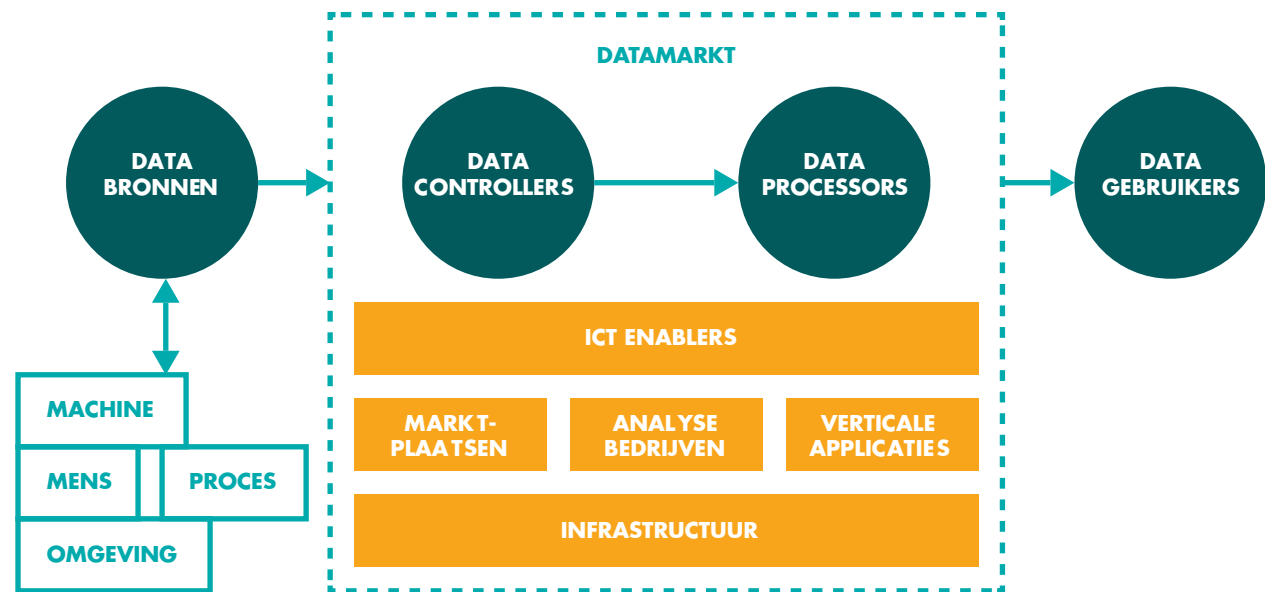 DATAMARKT
DATA
BRONNEN
DATA
CONTROLLERS
DATA
PROCESSORS
DATA
GEBRUIKERS
MACHINE
MENS
PROCES
OMGEVING
ICT ENABLERS
MARKT-
PLAATSEN
ANALYSE
BEDRIJVEN
VERTICALE
APPLICATIES
INFRASTRUCTUUR